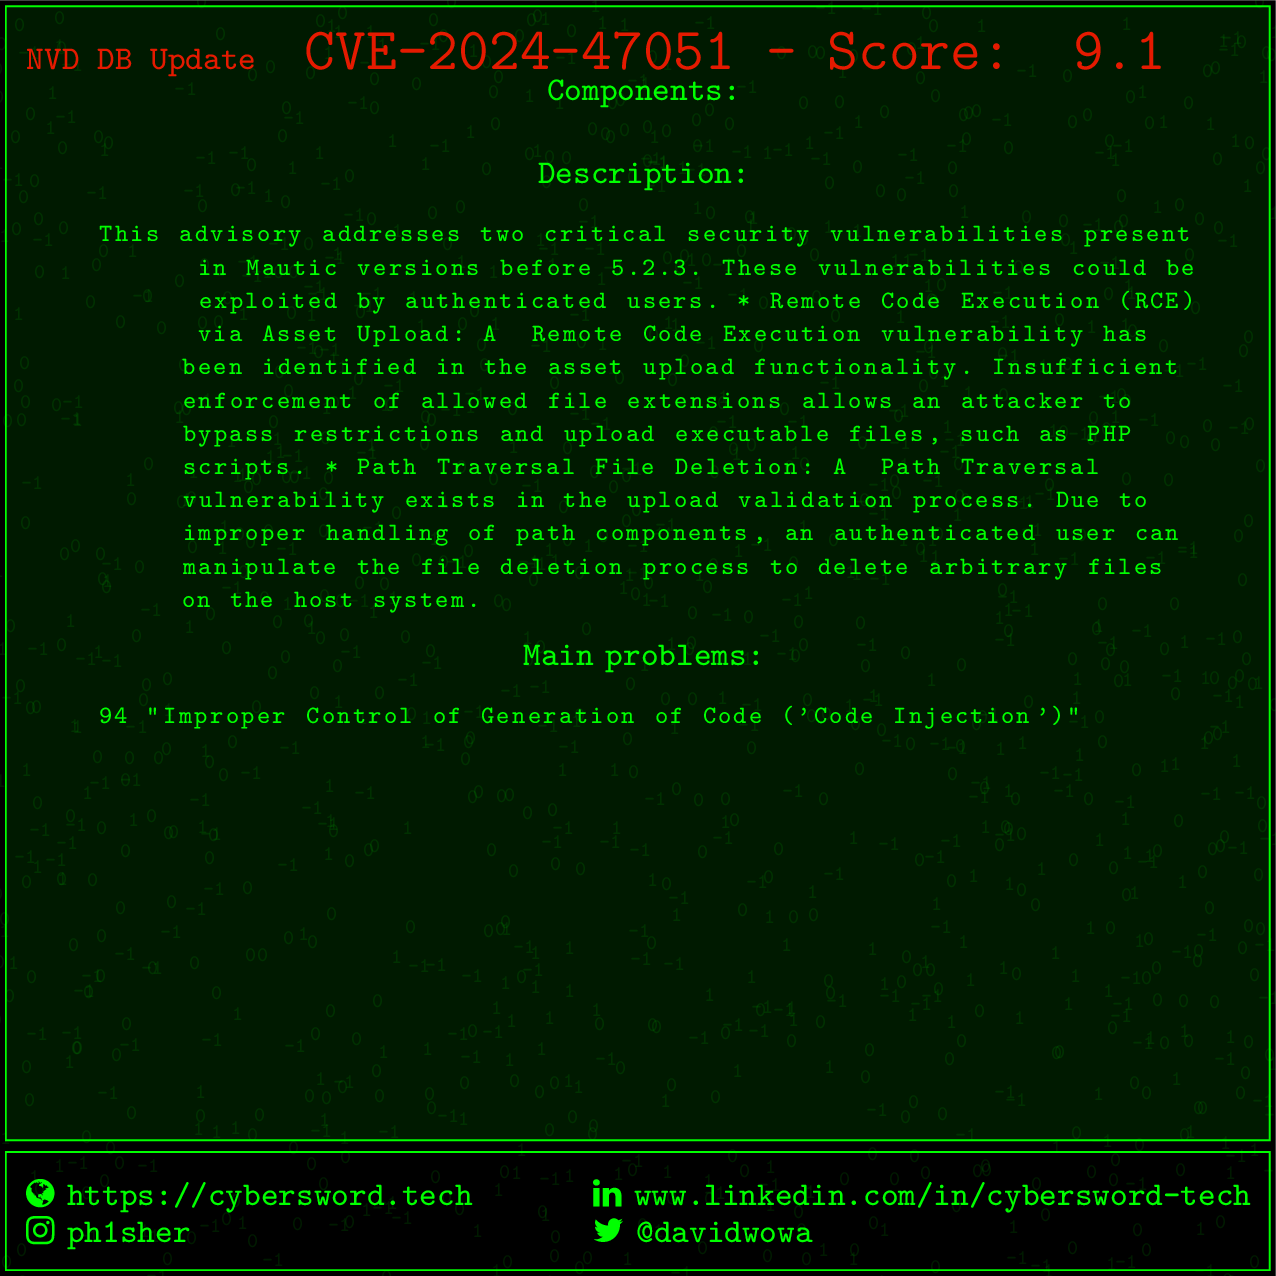 NVD DB Update CVE-2024-47051 - Score: 9.1
Components:
Description:
This advisory addresses two critical security vulnerabilities present
in Mautic versions before 5.2.3. These vulnerabilities could be
exploited by authenticated users. * Remote Code Execution (RCE)
via Asset Upload: A Remote Code Execution vulnerability has
been identified in the asset upload functionality. Insufficient
enforcement of allowed file extensions allows an attacker to
bypass restrictions and upload executable files, such as PHP
scripts. * Path Traversal File Deletion: A Path Traversal
vulnerability exists in the upload validation process. Due to
improper handling of path components, an authenticated user can
manipulate the file deletion process to delete arbitrary files
on the host system.
Main problems:
94 "Improper Control of Generation of Code ('Code Injection')"
https://cybersword.tech www.linkedin.com/in/cybersword-tech
ph1sher @davidwowa